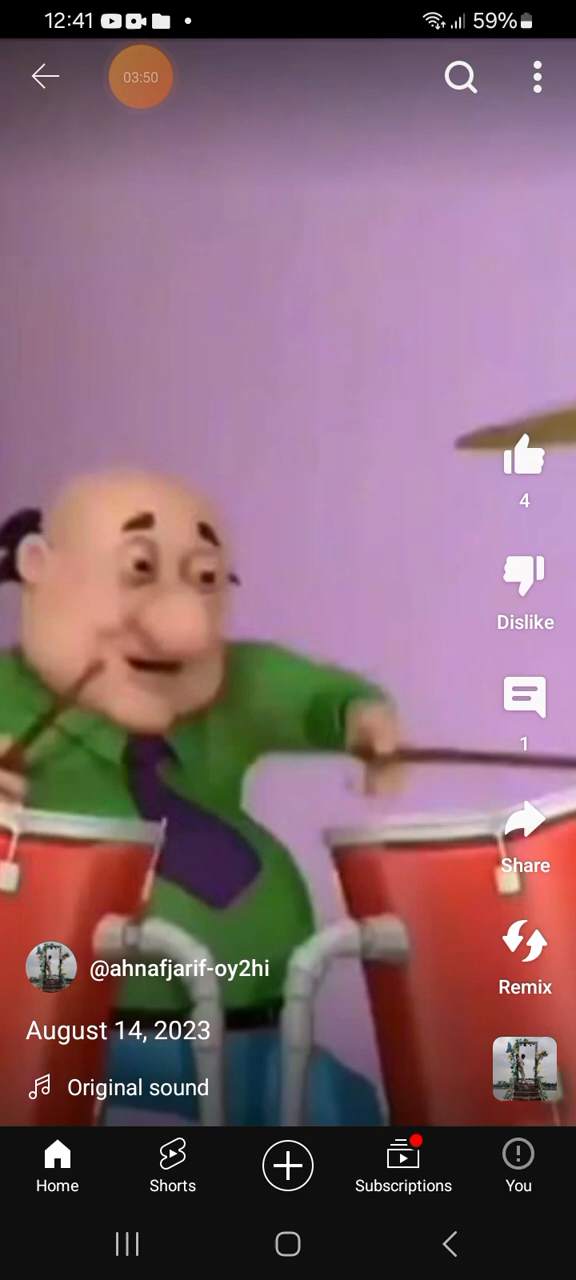 12:41
59%
03:50
4
Dislike
1
Share
@ahnafjarif-oy2hi
Remix
August 14, 2023
Original sound
Home
Shorts
Subscriptions
You